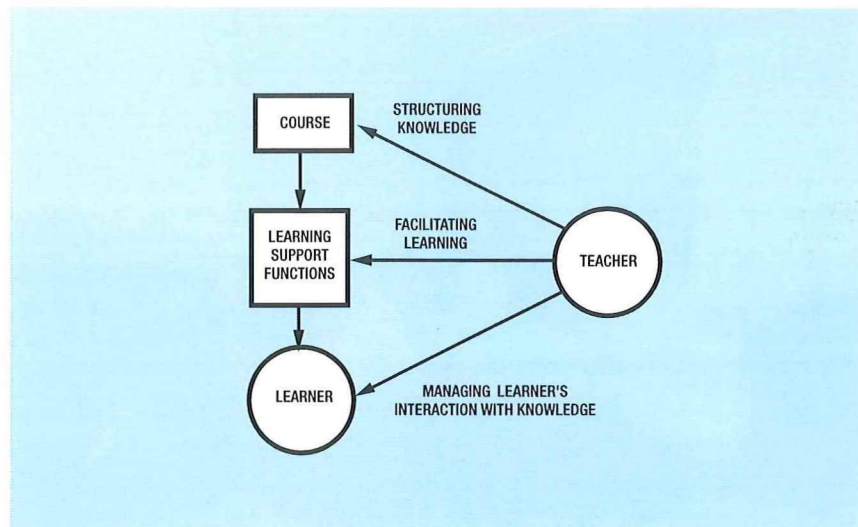 COURSE
STRUCTURING
KNOWLEDGE
LEARNING
SUPPORT
FUNCTIONS
FACILITATING
LEARNING
TEACHER
LEARNER
MANAGING LEARNER'S
INTERACTION WITH KNOWLEDGE